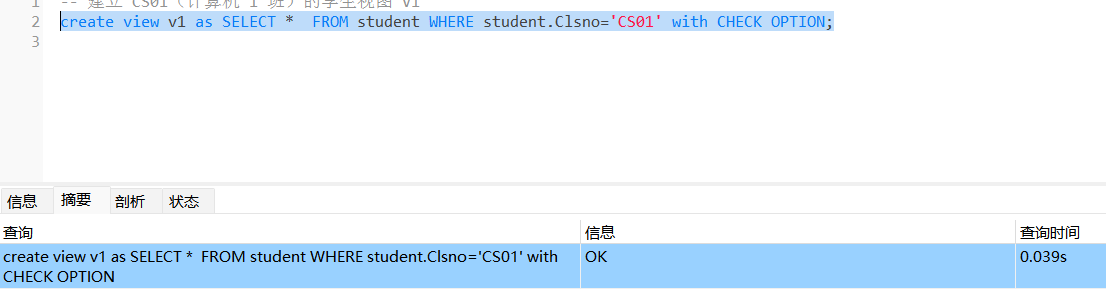 1 -- 建立 CS01（计算机 1 班）的学生视图 V1
2 create view v1 as SELECT *  FROM student WHERE student.Clsno='CS01' with CHECK OPTION;
3
信息 摘要 剖析 状态
查询 信息 查询时间
create view v1 as SELECT *  FROM student WHERE student.Clsno='CS01' with OK 0.039s
CHECK OPTION